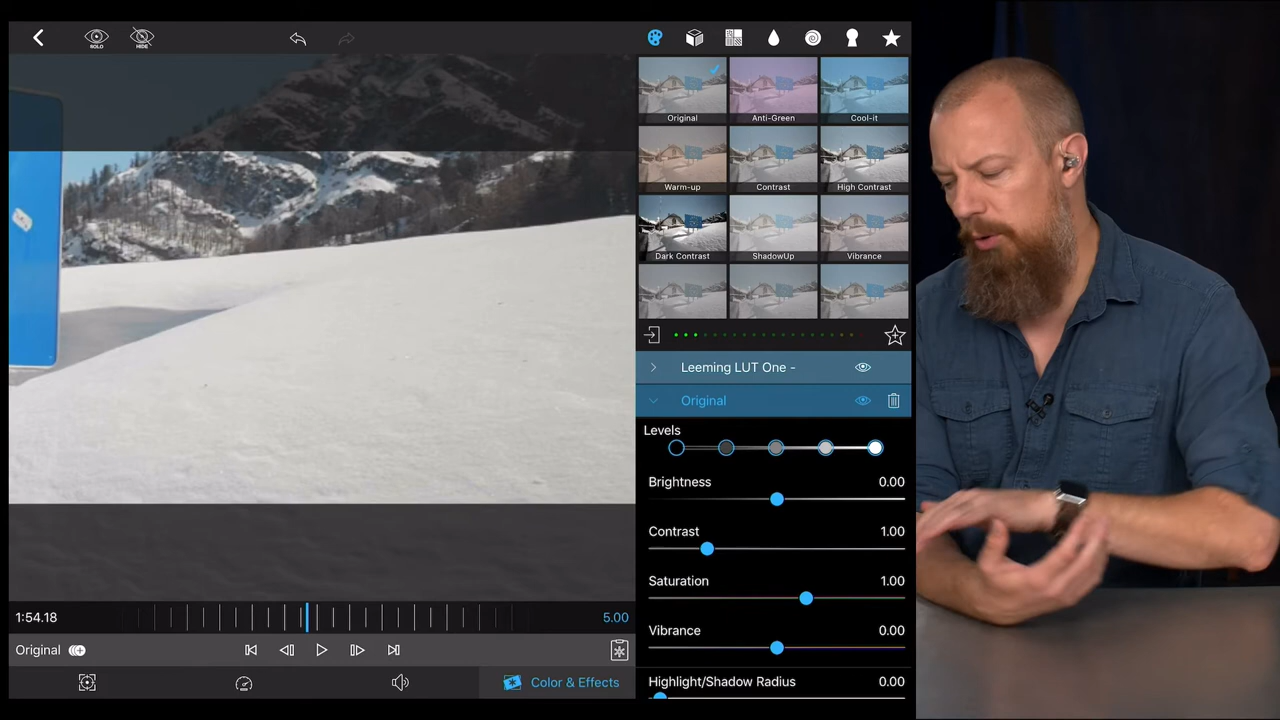 SOLO
HIDE
Original
Anti-Green
Cool-it
Warm-up
Contrast
High Contrast
Dark Contrast
ShadowUp
Vibrance
Leeming LUT One -
Original
Levels
Brightness 0.00
Contrast 1.00
Saturation 1.00
Vibrance 0.00
Highlight/Shadow Radius 0.00
1:54.18
5.00
Original
Color & Effects